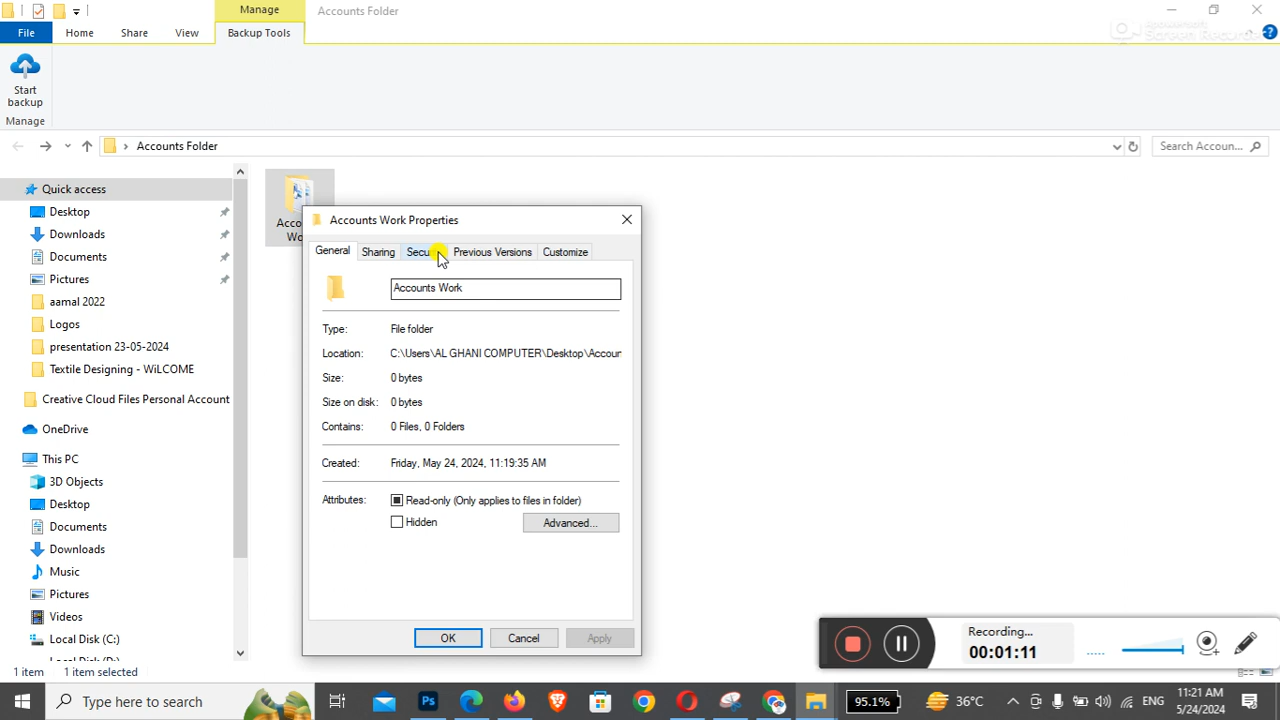 Manage
Accounts Folder
File
Home
Share
View
Backup Tools
Screen Recorder
Start
backup
Manage
Accounts Folder
Search Accoun...
Quick access
Desktop
Downloads
Documents
Pictures
aamal 2022
Logos
presentation 23-05-2024
Textile Designing - WiLCOME
Creative Cloud Files Personal Account
OneDrive
This PC
3D Objects
Desktop
Documents
Downloads
Music
Pictures
Videos
Local Disk (C:)
Accounts Work Properties
General
Sharing
Previous Versions
Customize
Accounts Work
Type:
File folder
Location:
C:\Users\AL GHANI COMPUTER\Desktop\Accoun
Size:
0 bytes
Size on disk:
0 bytes
Contains:
0 Files, 0 Folders
Created:
Friday, May 24, 2024, 11:19:35 AM
Attributes:
Read-only (Only applies to files in folder)
Hidden
Advanced...
OK
Cancel
Apply
Recording...
00:01:11
1 item
1 item selected
Type here to search
Ps
95.1%
36°C
ENG
11:21 AM
5/24/2024